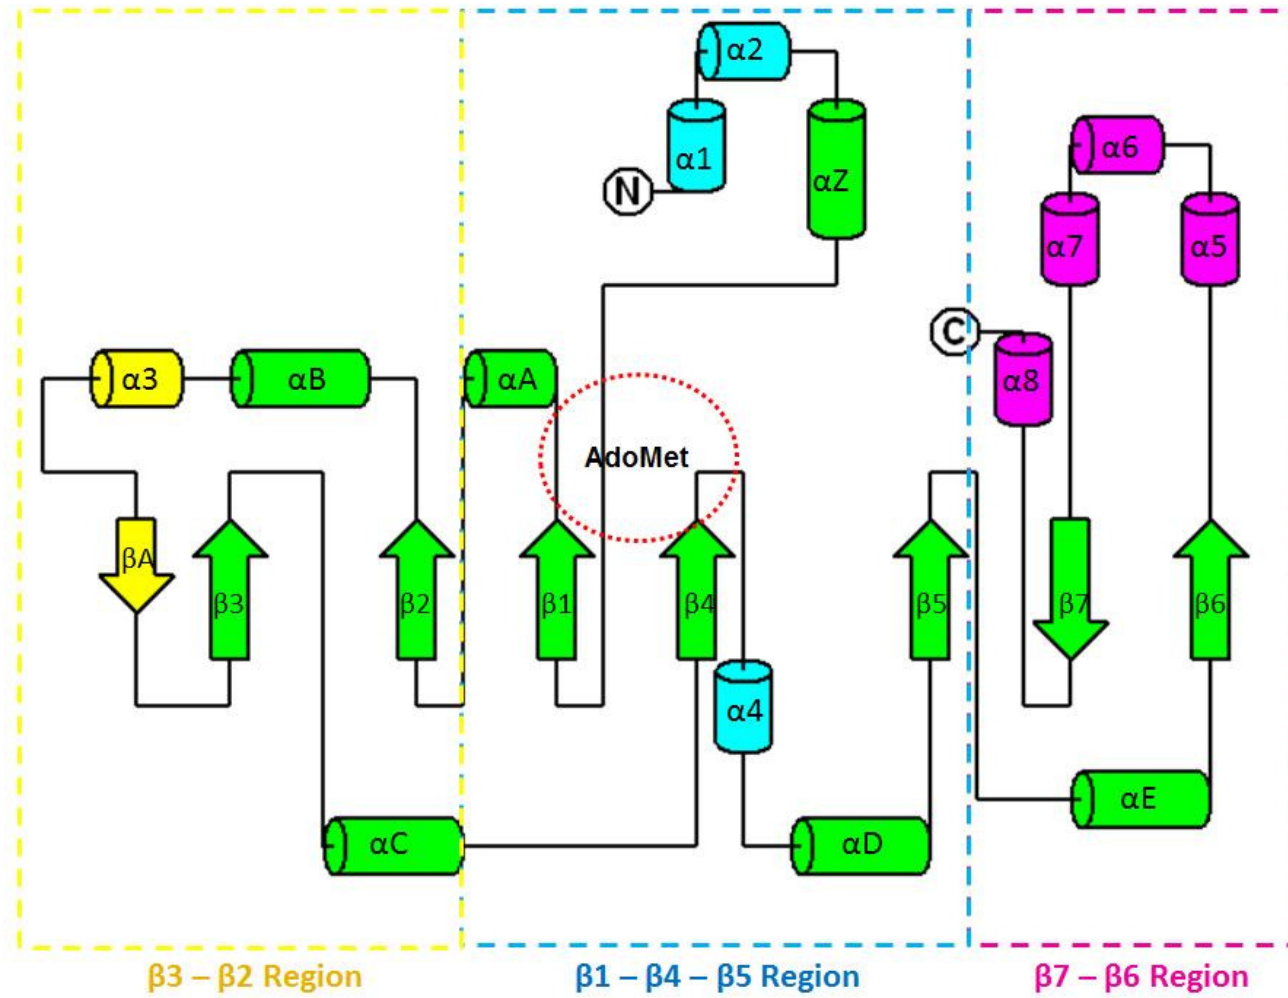 α2
α1
αZ
N
α6
α7
α5
C
α8
α3
αB
αA
AdoMet
βA
β3
β2
β1
β4
β5
β7
β6
α4
αE
αC
αD
β3 – β2 Region
β1 – β4 – β5 Region
β7 – β6 Region